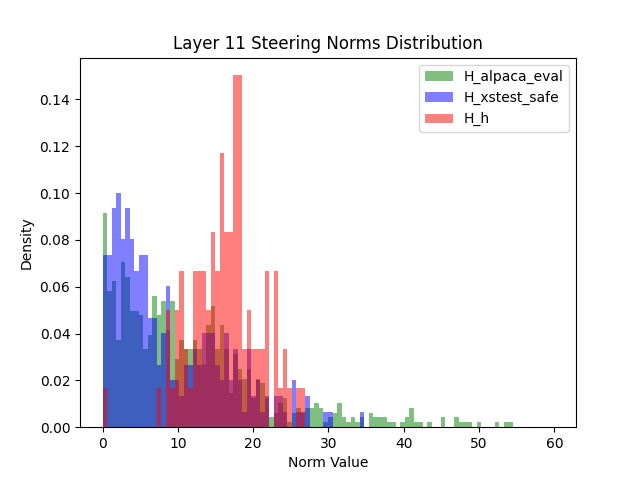 Layer 11 Steering Norms Distribution
H_alpaca_eval
H_xstest_safe
H_h
0.14
0.12
0.10
0.08
0.06
0.04
0.02
0.00
Density
0
10
20
30
40
50
60
Norm Value